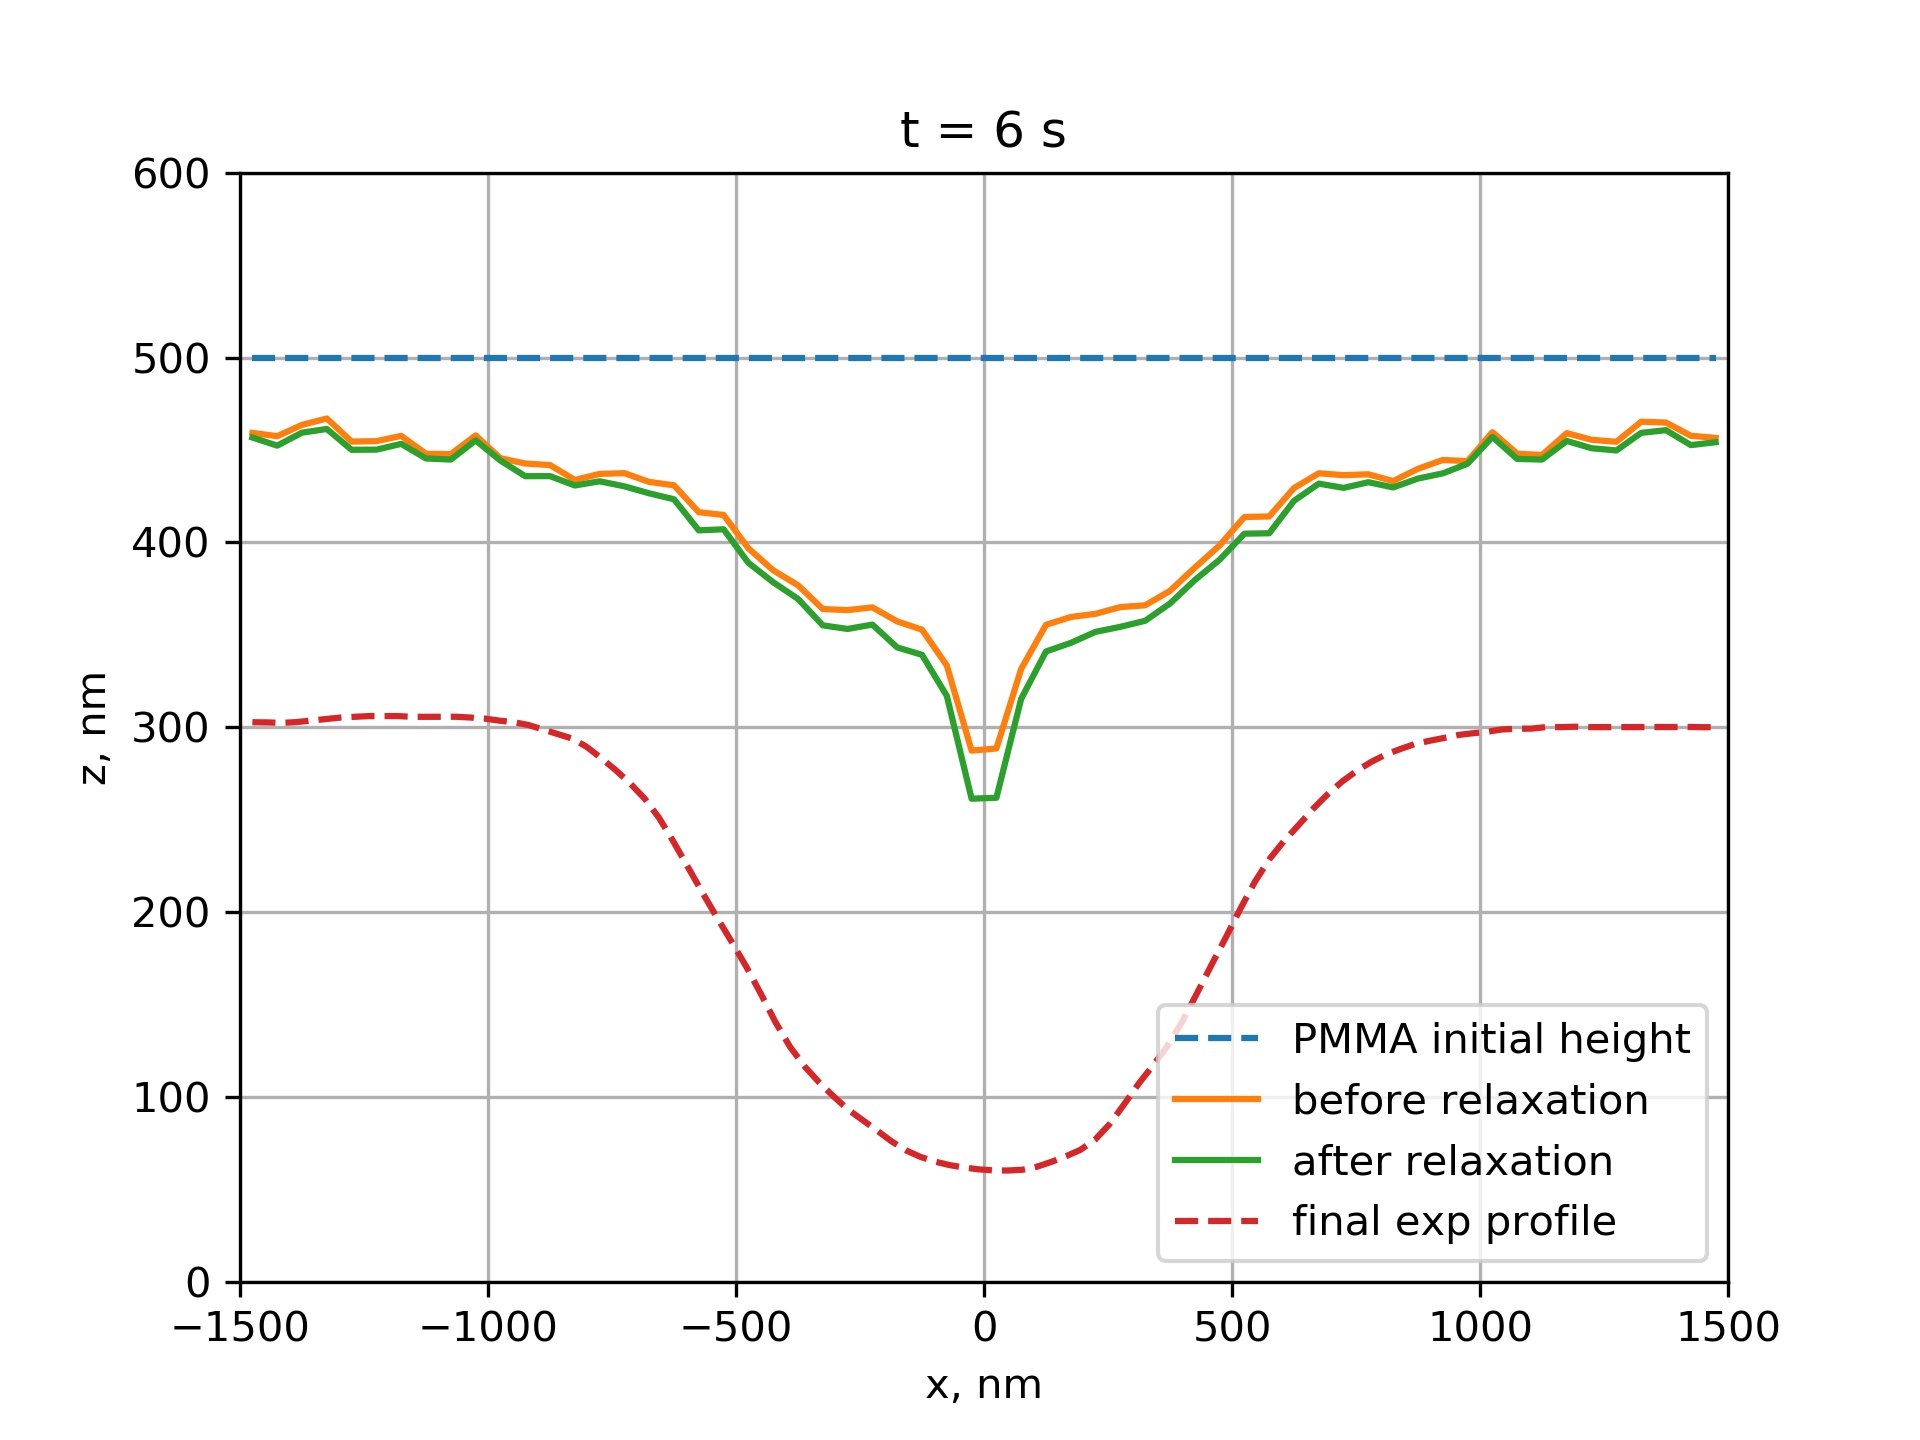 t = 6 s
600
500
400
300
200
100
0
z, nm
−1500
−1000
−500
0
500
1000
1500
x, nm
PMMA initial height
before relaxation
after relaxation
final exp profile